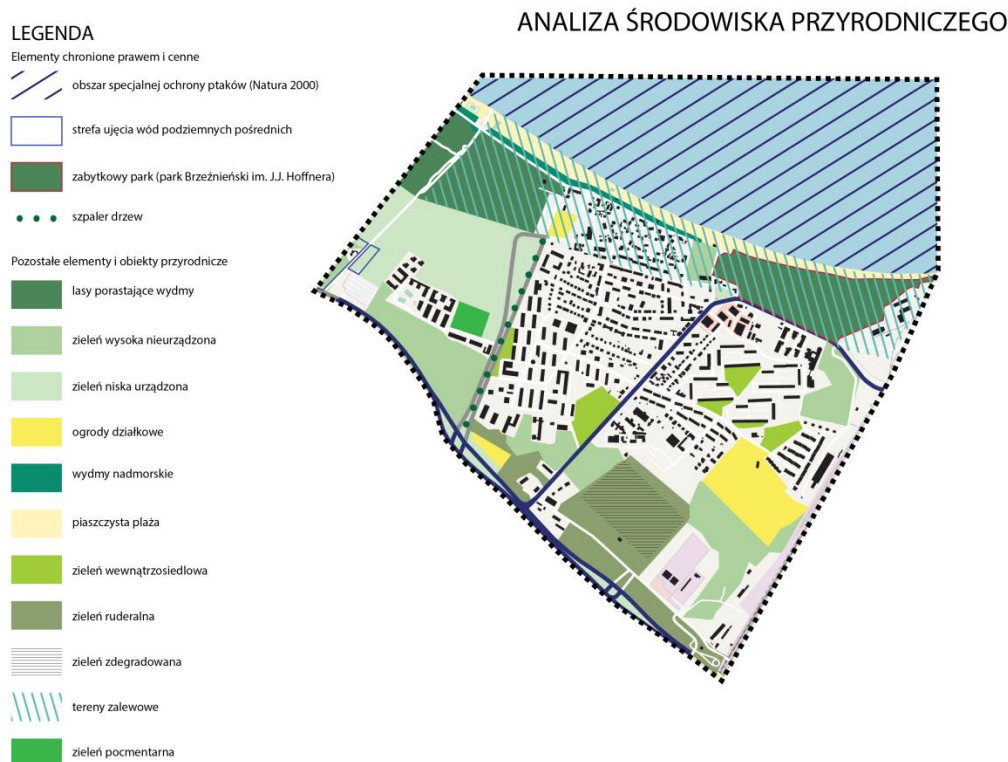 ANALIZA ŚRODOWISKA PRZYRODNICZEGO
LEGENDA
Elementy chronione prawem i cenne
obszar specjalnej ochrony ptaków (Natura 2000)
strefa ujęcia wód podziemnych pośrednich
zabytkowy park (park Brzeźnieński im. J.J. Hoffnera)
szpaler drzew
Pozostałe elementy i obiekty przyrodnicze
lasy porastające wydmy
zieleń wysoka nieurządzona
zieleń niska urządzona
ogrody działkowe
wydmy nadmorskie
piaszczysta plaża
zieleń wewnątrzosiedlowa
zieleń ruderalna
zieleń zdegradowana
tereny zalewowe
zieleń pocmentarna